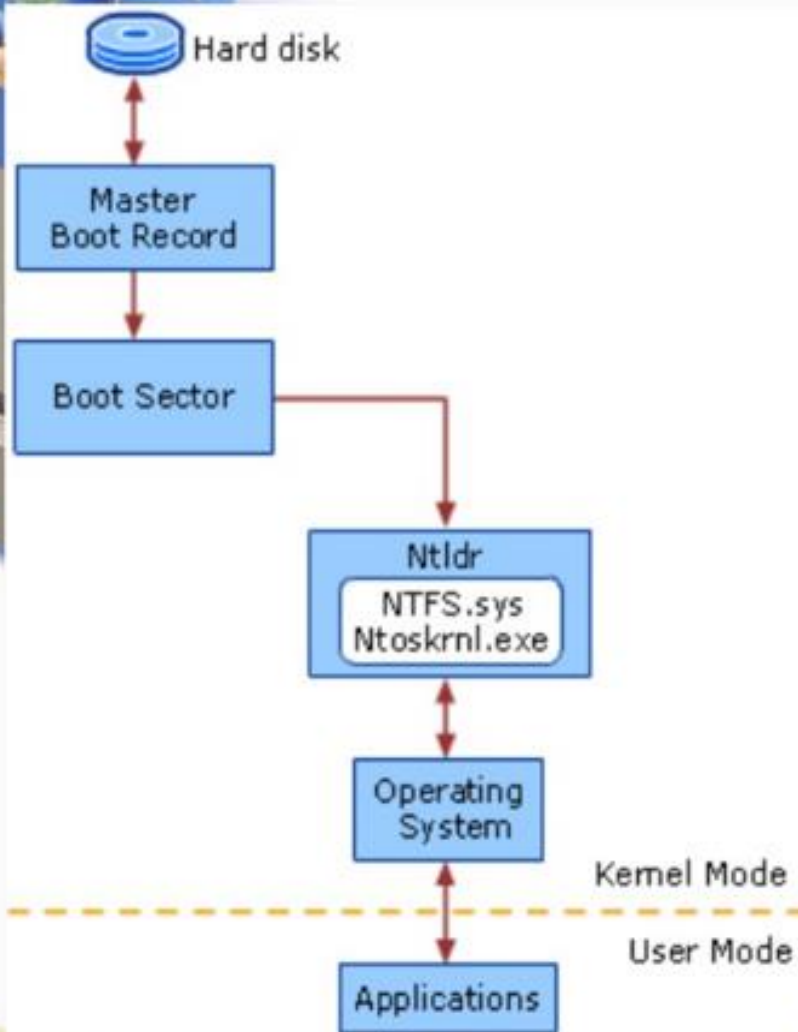 Hard disk
Master
Boot Record
Boot Sector
Ntldr
NTFS.sys
Ntoskrnl.exe
Operating
System
Kernel Mode
User Mode
Applications